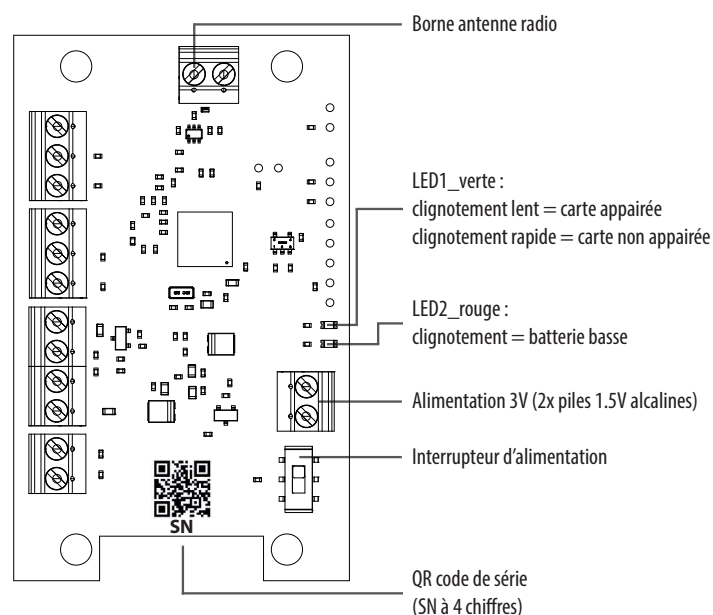 Borne antenne radio
LED1_verte :
clignotement lent = carte appairée
clignotement rapide = carte non appairée
LED2_rouge :
clignotement = batterie basse
Alimentation 3V (2x piles 1.5V alcalines)
Interrupteur d'alimentation
SN
QR code de série
(SN à 4 chiffres)